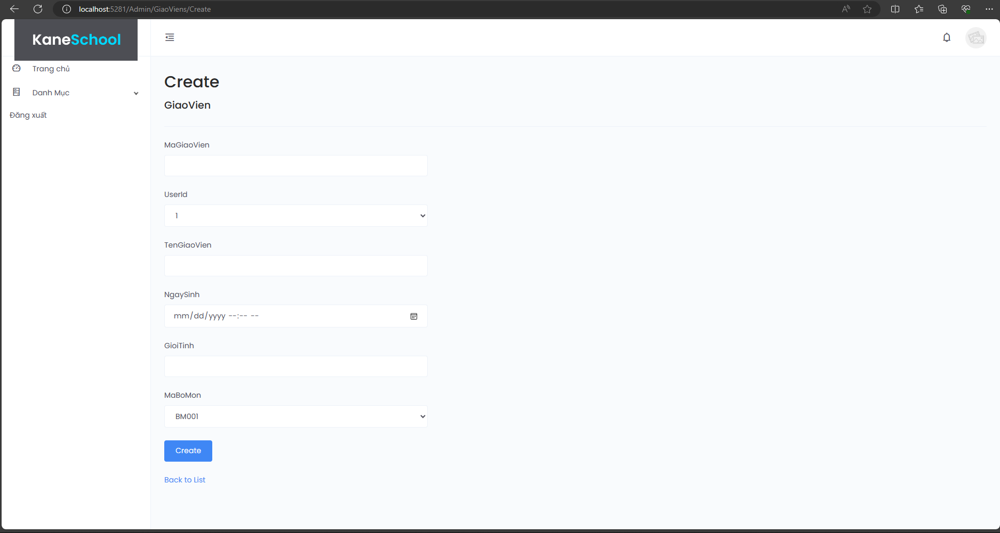 localhost:5281/Admin/GiaoViens/Create
KaneSchool
Trang chủ
Danh Mục
Đăng xuất
Create
GiaoVien
MaGiaoVien
UserId
1
TenGiaoVien
NgaySinh
mm/dd/yyyy --:-- --
GioiTinh
MaBoMon
BM001
Create
Back to List